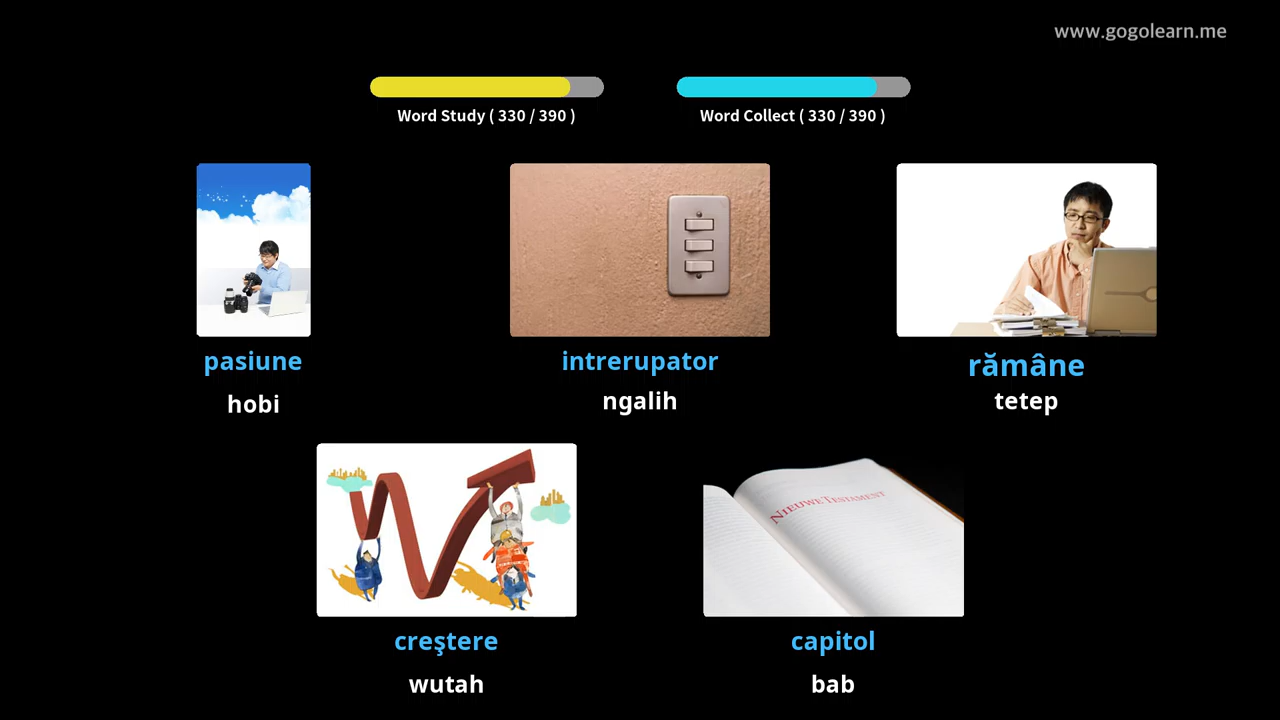 www.gogolearn.me
Word Study ( 330 / 390 )
Word Collect ( 330 / 390 )
pasiune
hobi
intrerupator
ngalih
rămâne
tetep
NIEUWE TESTAMENT
creştere
wutah
capitol
bab